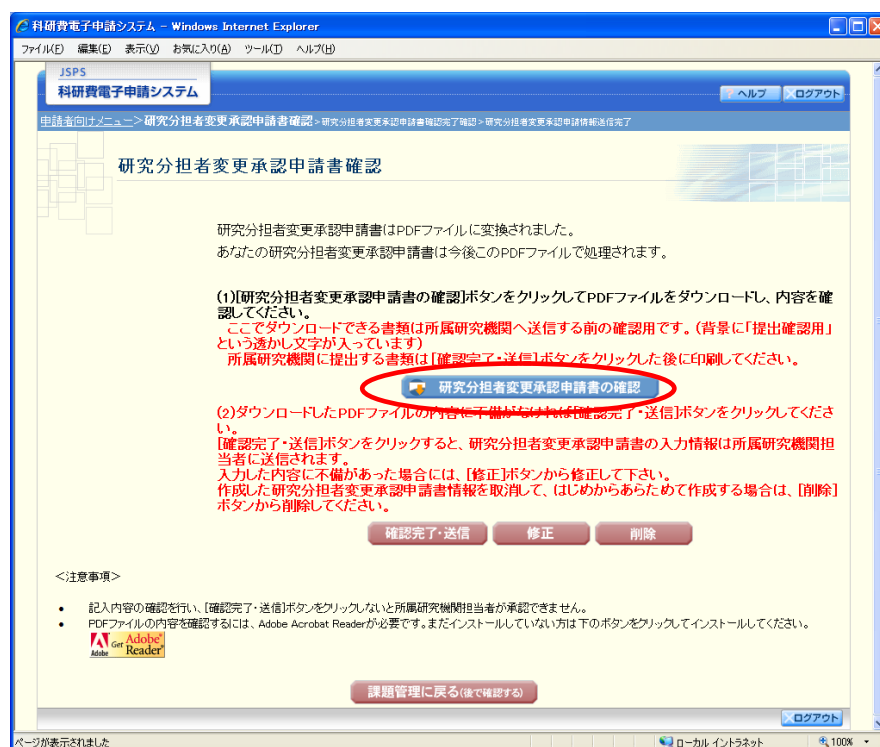 科研費電子申請システム - Windows Internet Explorer
ファイル(F) 編集(E) 表示(V) お気に入り(A) ツール(T) ヘルプ(H)
JSPS
科研費電子申請システム
ヘルプ ログアウト
申請者向けメニュー>研究分担者変更承認申請書確認>研究分担者変更承認申請書確認完了確認>研究分担者変更承認申請情報送信完了
研究分担者変更承認申請書確認
研究分担者変更承認申請書はPDFファイルに変換されました。
あなたの研究分担者変更承認申請書は今後このPDFファイルで処理されます。
(1)[研究分担者変更承認申請書の確認]ボタンをクリックしてPDFファイルをダウンロードし、内容を確
認してください。
ここでダウンロードできる書類は所属研究機関へ送信する前の確認用です。(背景に「提出確認用」
という透かし文字が入っています)
所属研究機関に提出する書類は[確認完了・送信]ボタンをクリックした後に印刷してください。
研究分担者変更承認申請書の確認
(2)ダウンロードしたPDFファイルの内容に不備がなければ[確認完了・送信]ボタンをクリックしてくださ
い。
[確認完了・送信]ボタンをクリックすると、研究分担者変更承認申請書の入力情報は所属研究機関担
当者に送信されます。
入力した内容に不備があった場合には、[修正]ボタンから修正して下さい。
作成した研究分担者変更承認申請書情報を取消して、はじめからあらためて作成する場合は、[削除]
ボタンから削除してください。
確認完了・送信 修正 削除
<注意事項>
• 記入内容の確認を行い、[確認完了・送信]ボタンをクリックしないと所属研究機関担当者が承認できません。
• PDFファイルの内容を確認するには、Adobe Acrobat Readerが必要です。まだインストールしていない方は下のボタンをクリックしてインストールしてください。
Adobe Get Adobe® Reader®
課題管理に戻る(後で確認する)
ログアウト
ページが表示されました ローカル イントラネット 100%